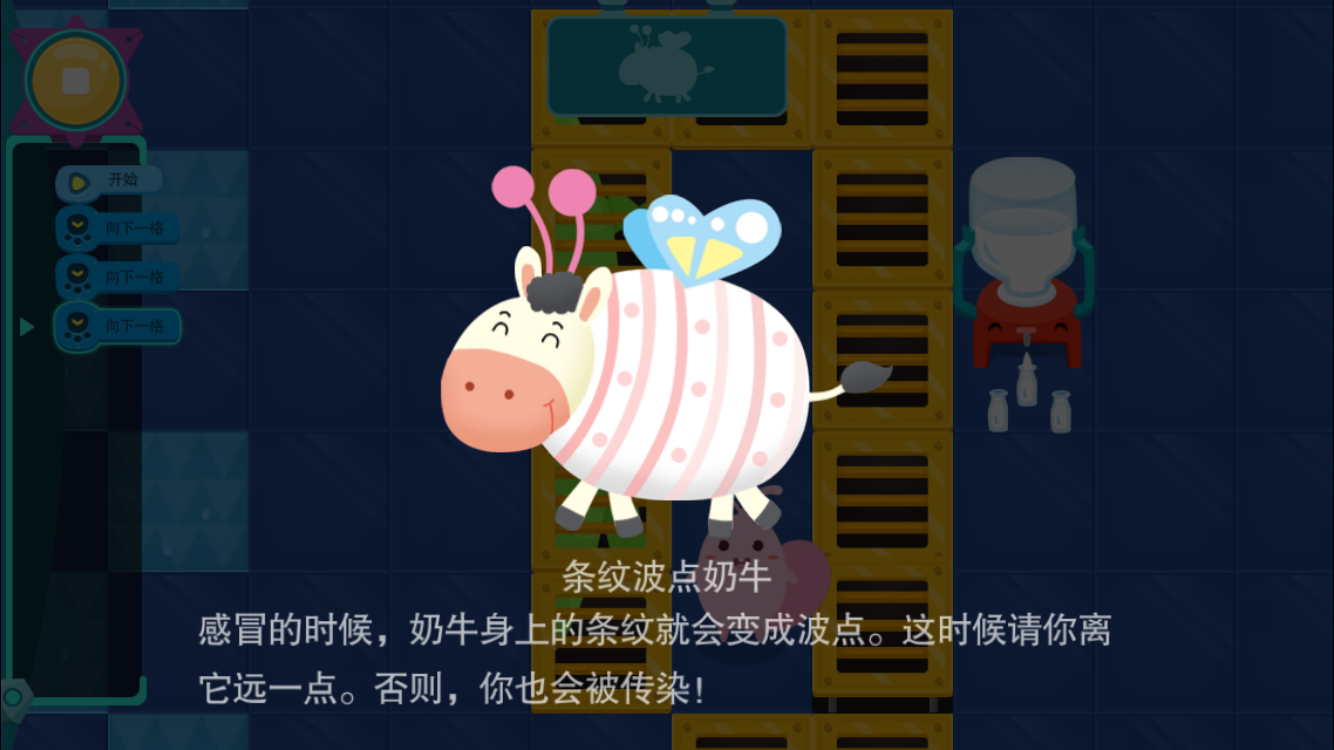 开始
向下一格
向下一格
向下一格
条纹波点奶牛
感冒的时候，奶牛身上的条纹就会变成波点。这时候请你离
它远一点。否则，你也会被传染！